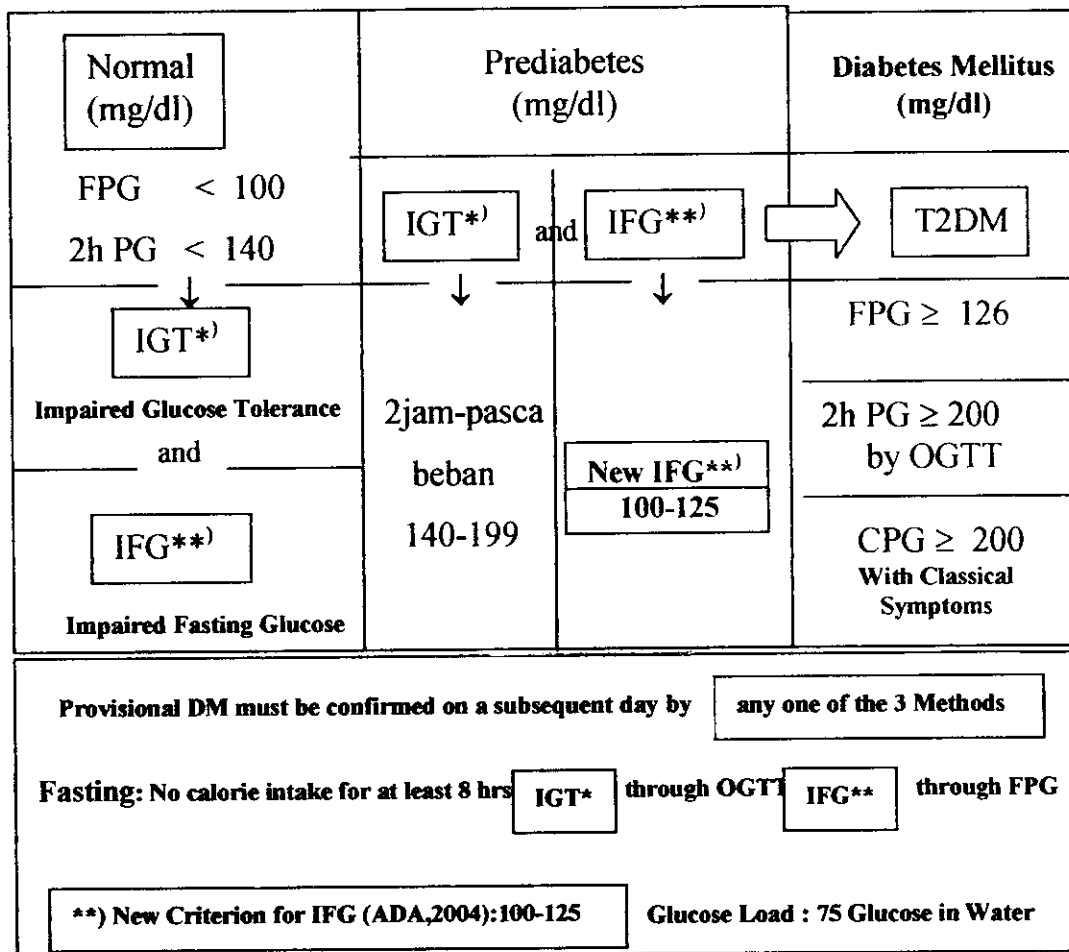 Normal
(mg/dl)
FPG < 100
2h PG < 140
↓
IGT*)
Impaired Glucose Tolerance
and
IFG**)
Impaired Fasting Glucose
Prediabetes
(mg/dl)
IGT*) and IFG**)
↓ ↓
2jam-pasca
beban
140-199
New IFG**)
100-125
Diabetes Mellitus
(mg/dl)
T2DM
FPG ≥ 126
2h PG ≥ 200
by OGTT
CPG ≥ 200
With Classical
Symptoms
Provisional DM must be confirmed on a subsequent day by any one of the 3 Methods
Fasting: No calorie intake for at least 8 hrs IGT* through OGTT IFG** through FPG
**) New Criterion for IFG (ADA,2004):100-125 Glucose Load : 75 Glucose in Water